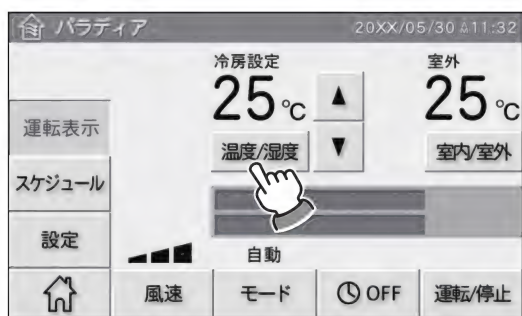 パラディア 20XX/05/30 11:32
冷房設定 室外
25℃ ▲ 25℃
運転表示 温度/湿度 ▼ 室内/室外
スケジュール
設定 自動
風速 モード OFF 運転/停止